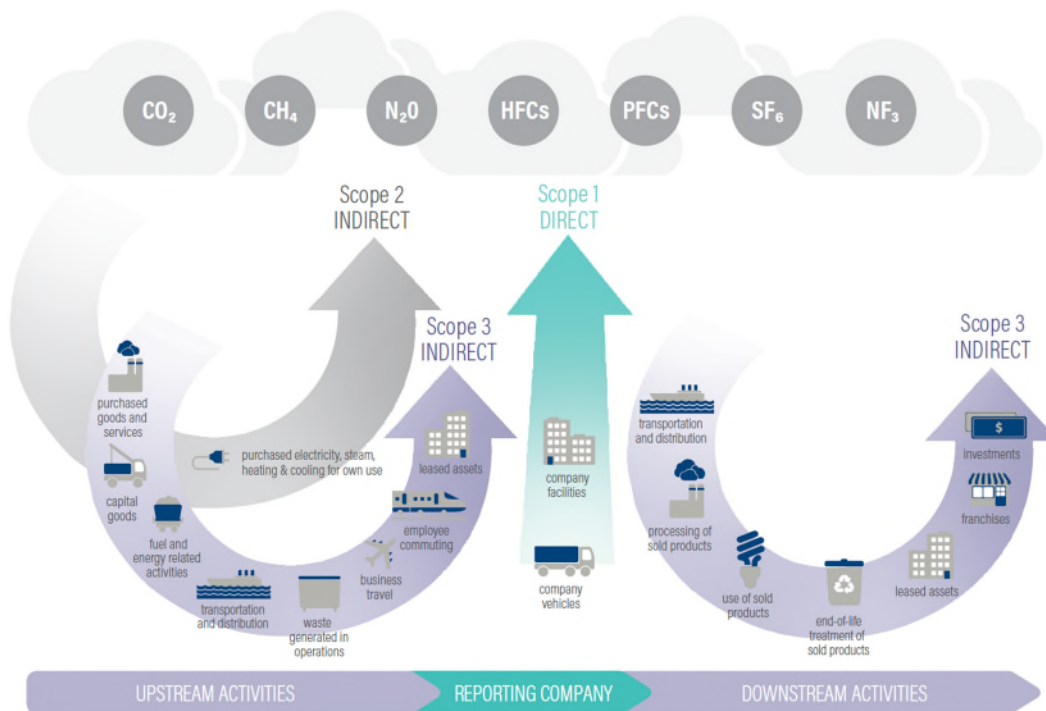 CO₂
CH₄
N₂0
HFCs
PFCs
SF₆
NF₃
Scope 2
INDIRECT
Scope 1
DIRECT
Scope 3
INDIRECT
Scope 3
INDIRECT
purchased
goods and
services
capital
goods
fuel and
energy related
activities
purchased electricity, steam,
heating & cooling for own use
transportation
and distribution
waste
generated in
operations
business
travel
employee
commuting
leased assets
company
facilities
company
vehicles
transportation
and distribution
processing of
sold products
use of sold
products
end-of-life
treatment of
sold products
leased assets
franchises
$
investments
UPSTREAM ACTIVITIES
REPORTING COMPANY
DOWNSTREAM ACTIVITIES